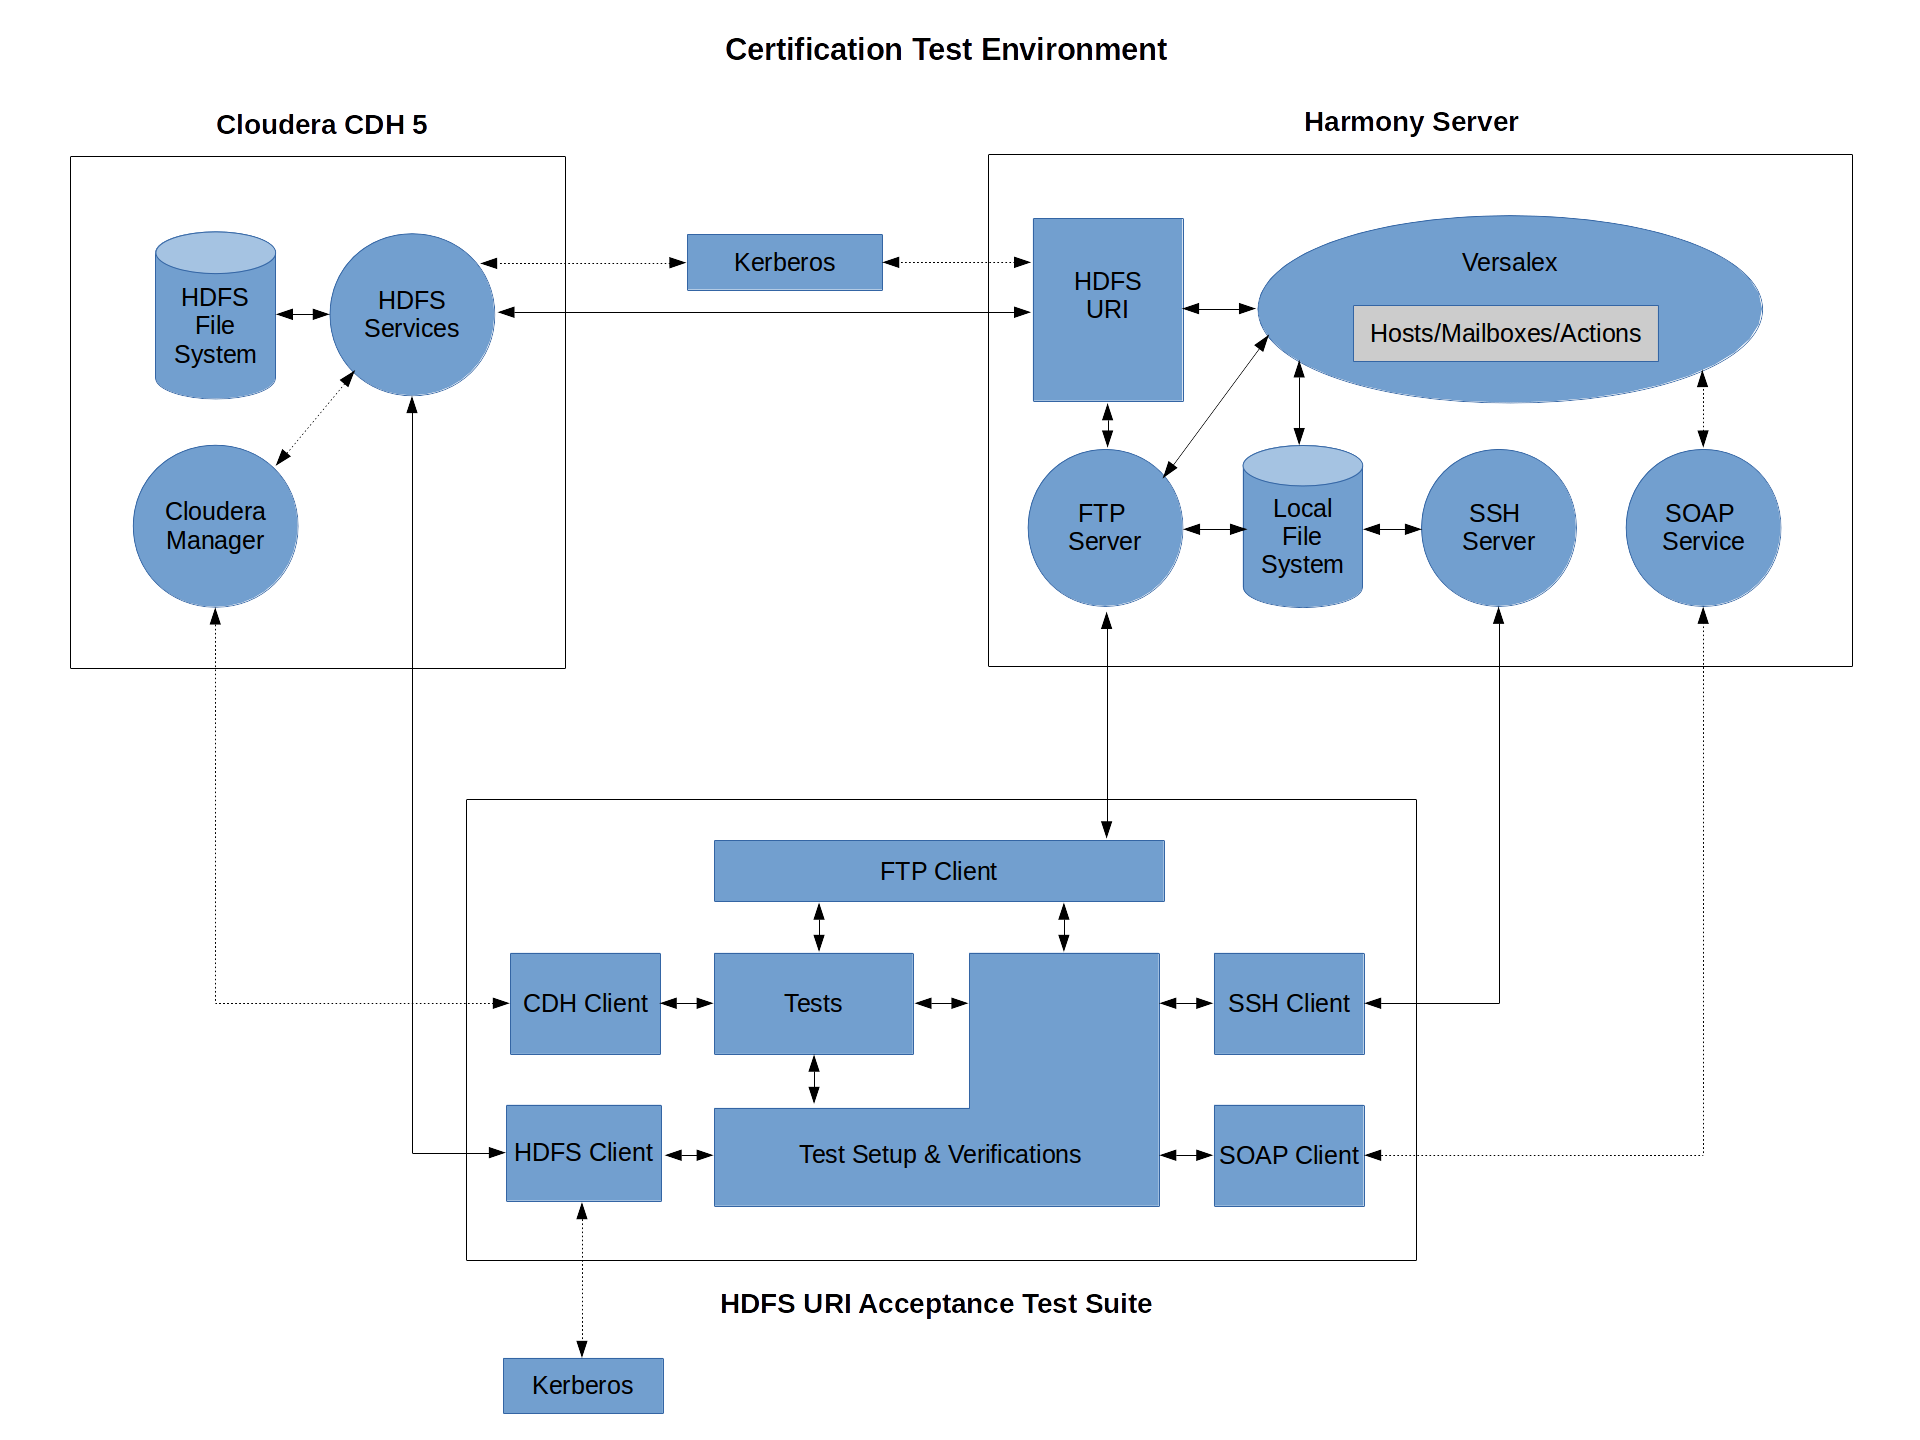 Certification Test Environment
Cloudera CDH 5
Harmony Server
HDFS
File
System
HDFS
Services
Cloudera
Manager
Kerberos
HDFS
URI
Versalex
Hosts/Mailboxes/Actions
FTP
Server
Local
File
System
SSH
Server
SOAP
Service
FTP Client
CDH Client
Tests
SSH Client
HDFS Client
Test Setup & Verifications
SOAP Client
HDFS URI Acceptance Test Suite
Kerberos